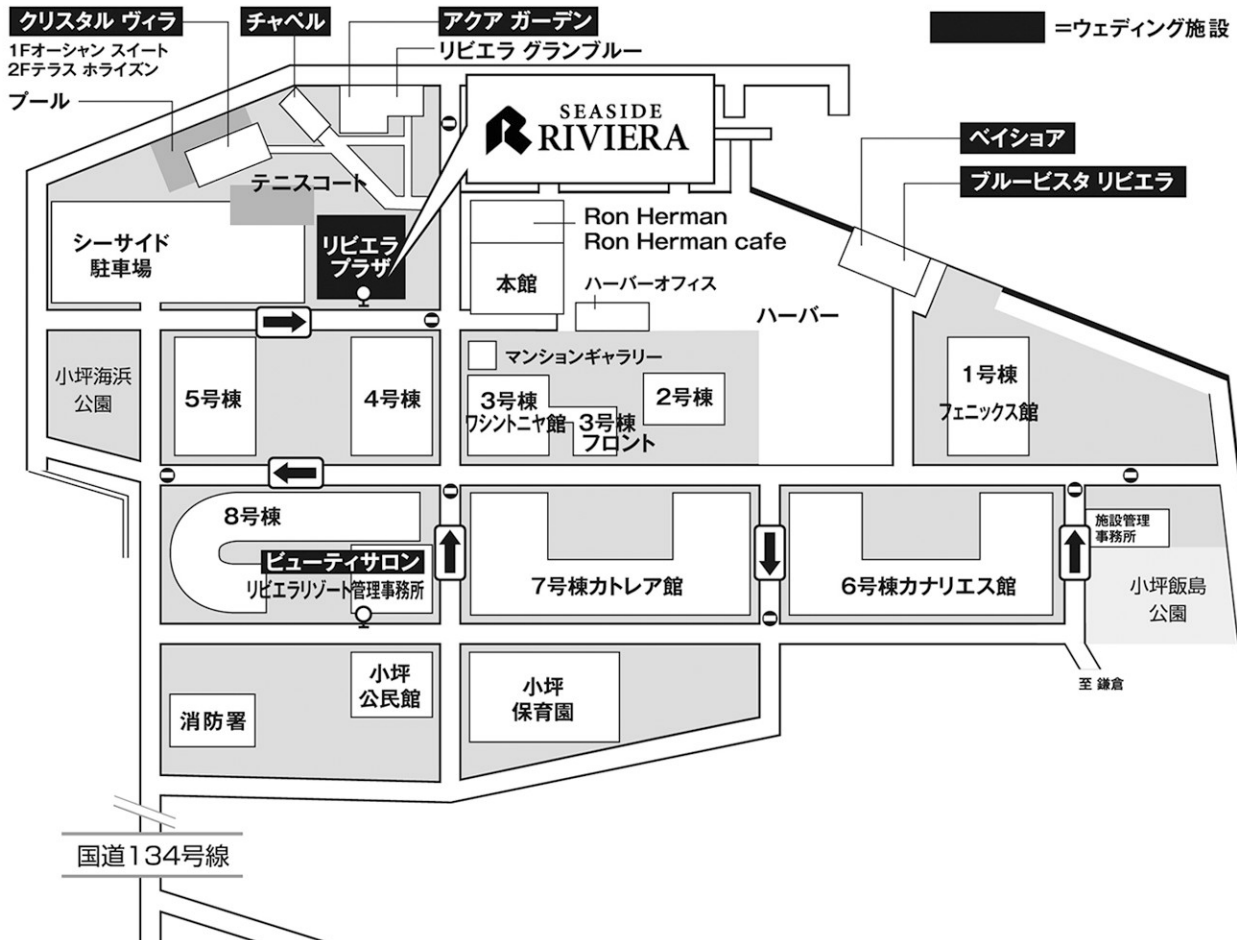 クリスタル ヴィラ
1Fオーシャン スイート
2Fテラス ホライズン
プール
チャペル
アクア ガーデン
リビエラ グランブルー
=ウェディング施設
SEASIDE
RIVIERA
ベイショア
ブルービスタ リビエラ
テニスコート
シーサイド
駐車場
リビエラ
プラザ
Ron Herman
Ron Herman cafe
本館
ハーバーオフィス
ハーバー
マンションギャラリー
小坪海浜
公園
5号棟
4号棟
3号棟
ワシントニヤ館
3号棟
フロント
2号棟
1号棟
フェニックス館
8号棟
ビューティサロン
リビエラリゾート管理事務所
7号棟カトレア館
6号棟カナリエス館
施設管理
事務所
小坪飯島
公園
至 鎌倉
消防署
小坪
公民館
小坪
保育園
国道134号線